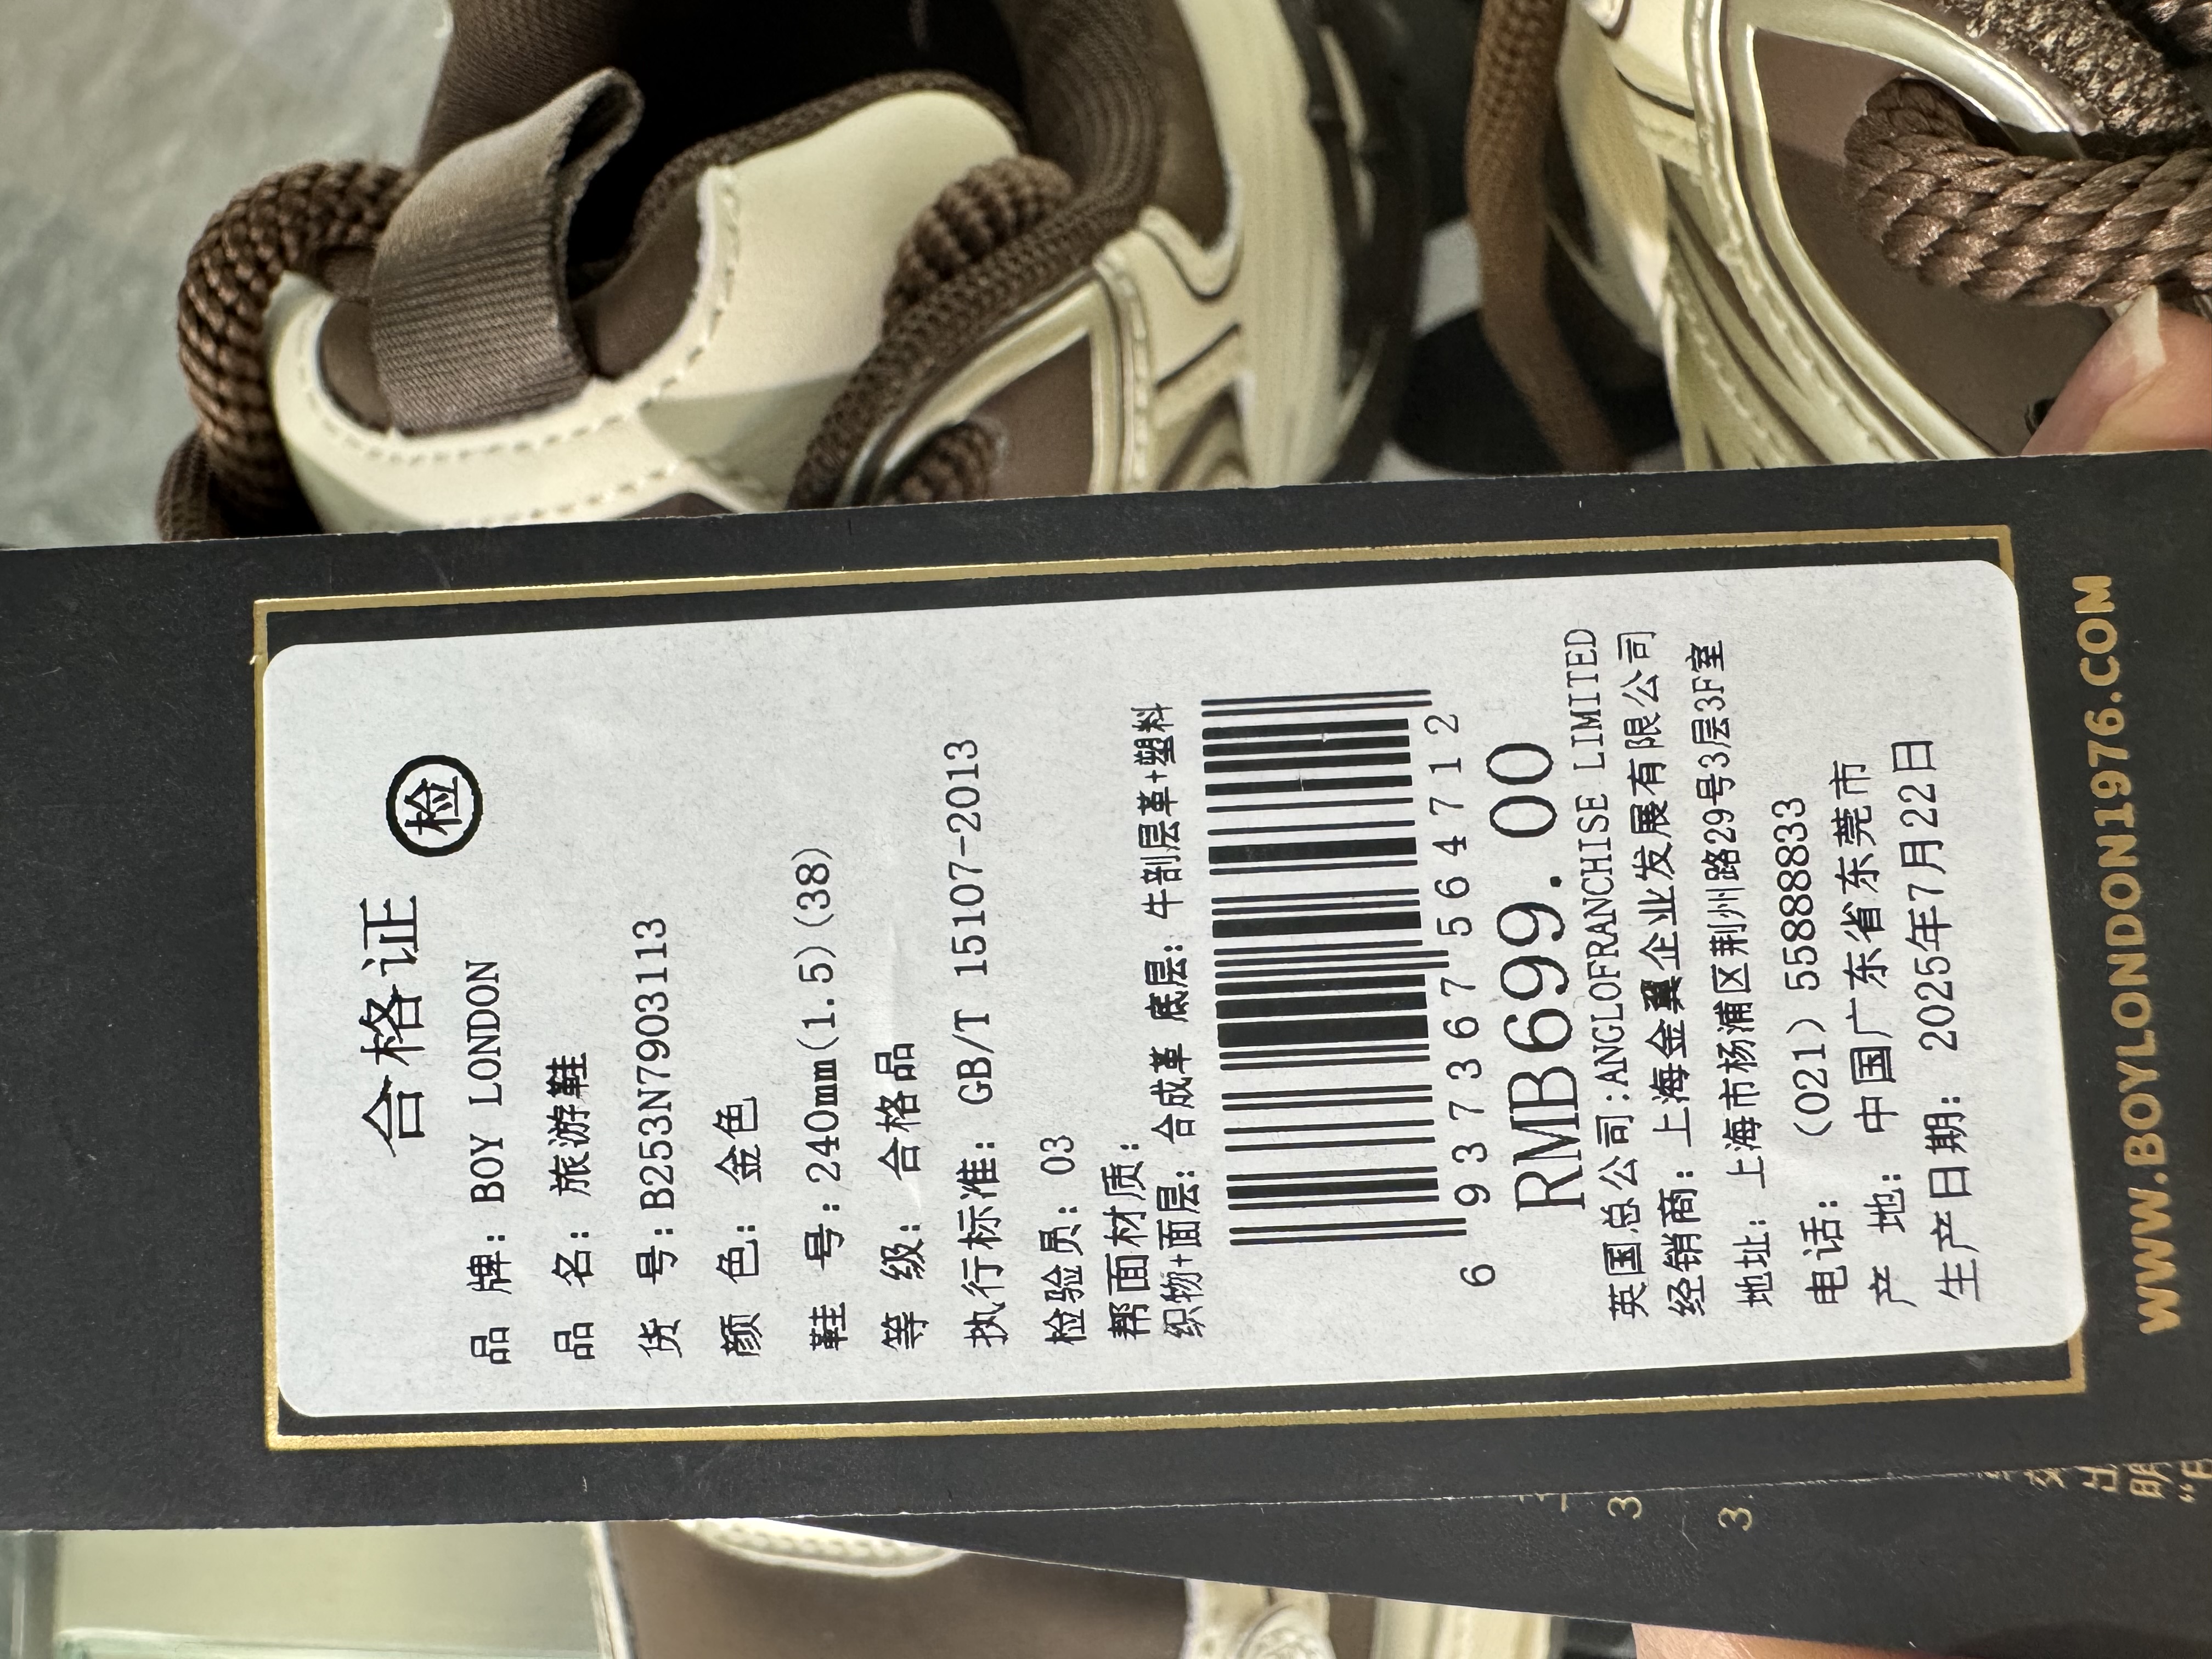 合格证 检
品 牌: BOY LONDON
品 名: 旅游鞋
货 号:B253N7903113
颜 色: 金色
鞋 号:240mm(1.5)(38)
等 级: 合格品
执行标准: GB/T 15107-2013
检验员: 03
帮面材质:
织物+面层: 合成革 底层: 牛剖层革+塑料
6 937367 564712
RMB699.00
英国总公司:ANGLOFRANCHISE LIMITED
经销商: 上海金翼企业发展有限公司
地址: 上海市杨浦区荆州路29号3层3F室
电话: (021) 55888833
产 地: 中国广东省东莞市
生产日期: 2025年7月22日
WWW.BOYLONDON1976.COM
3
3